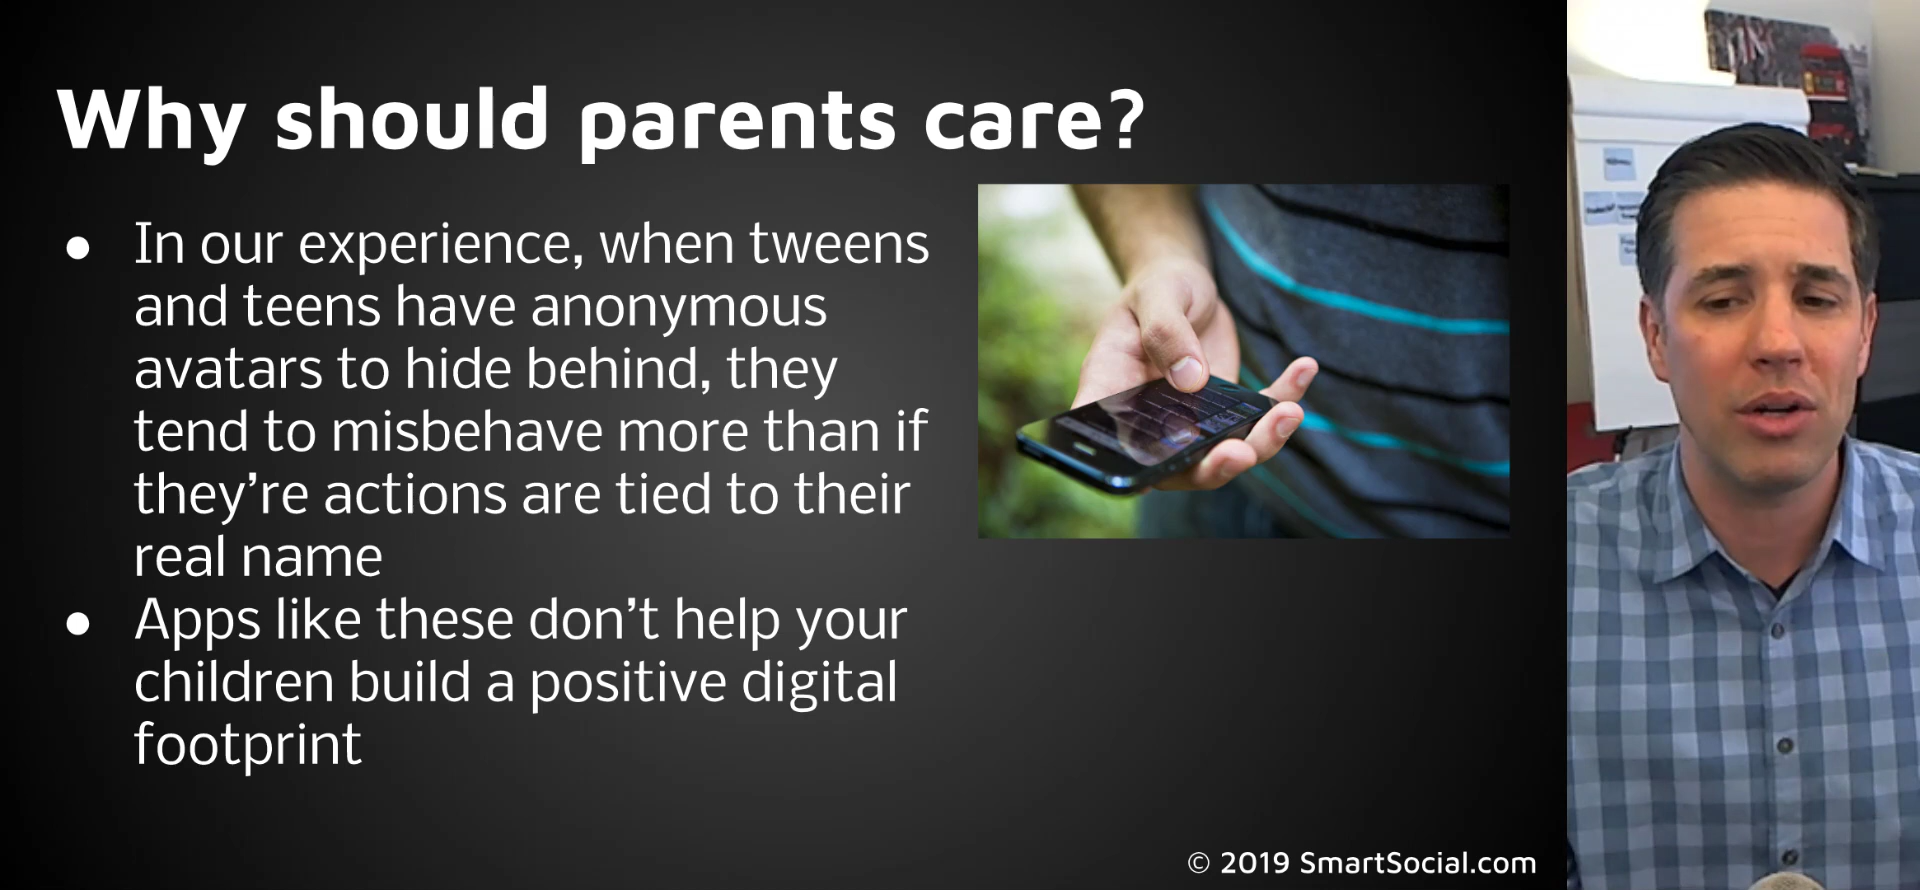 Why should parents care?
● In our experience, when tweens
and teens have anonymous
avatars to hide behind, they
tend to misbehave more than if
they’re actions are tied to their
real name
● Apps like these don’t help your
children build a positive digital
footprint
© 2019 SmartSocial.com